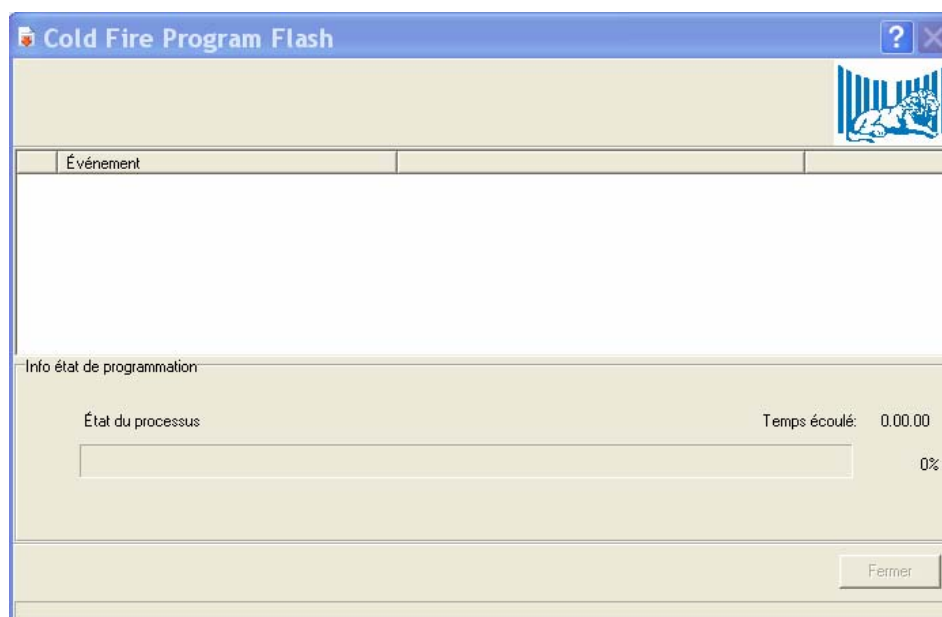 Cold Fire Program Flash
?
Événement
Info état de programmation
État du processus
Temps écoulé: 0.00.00
0%
Fermer